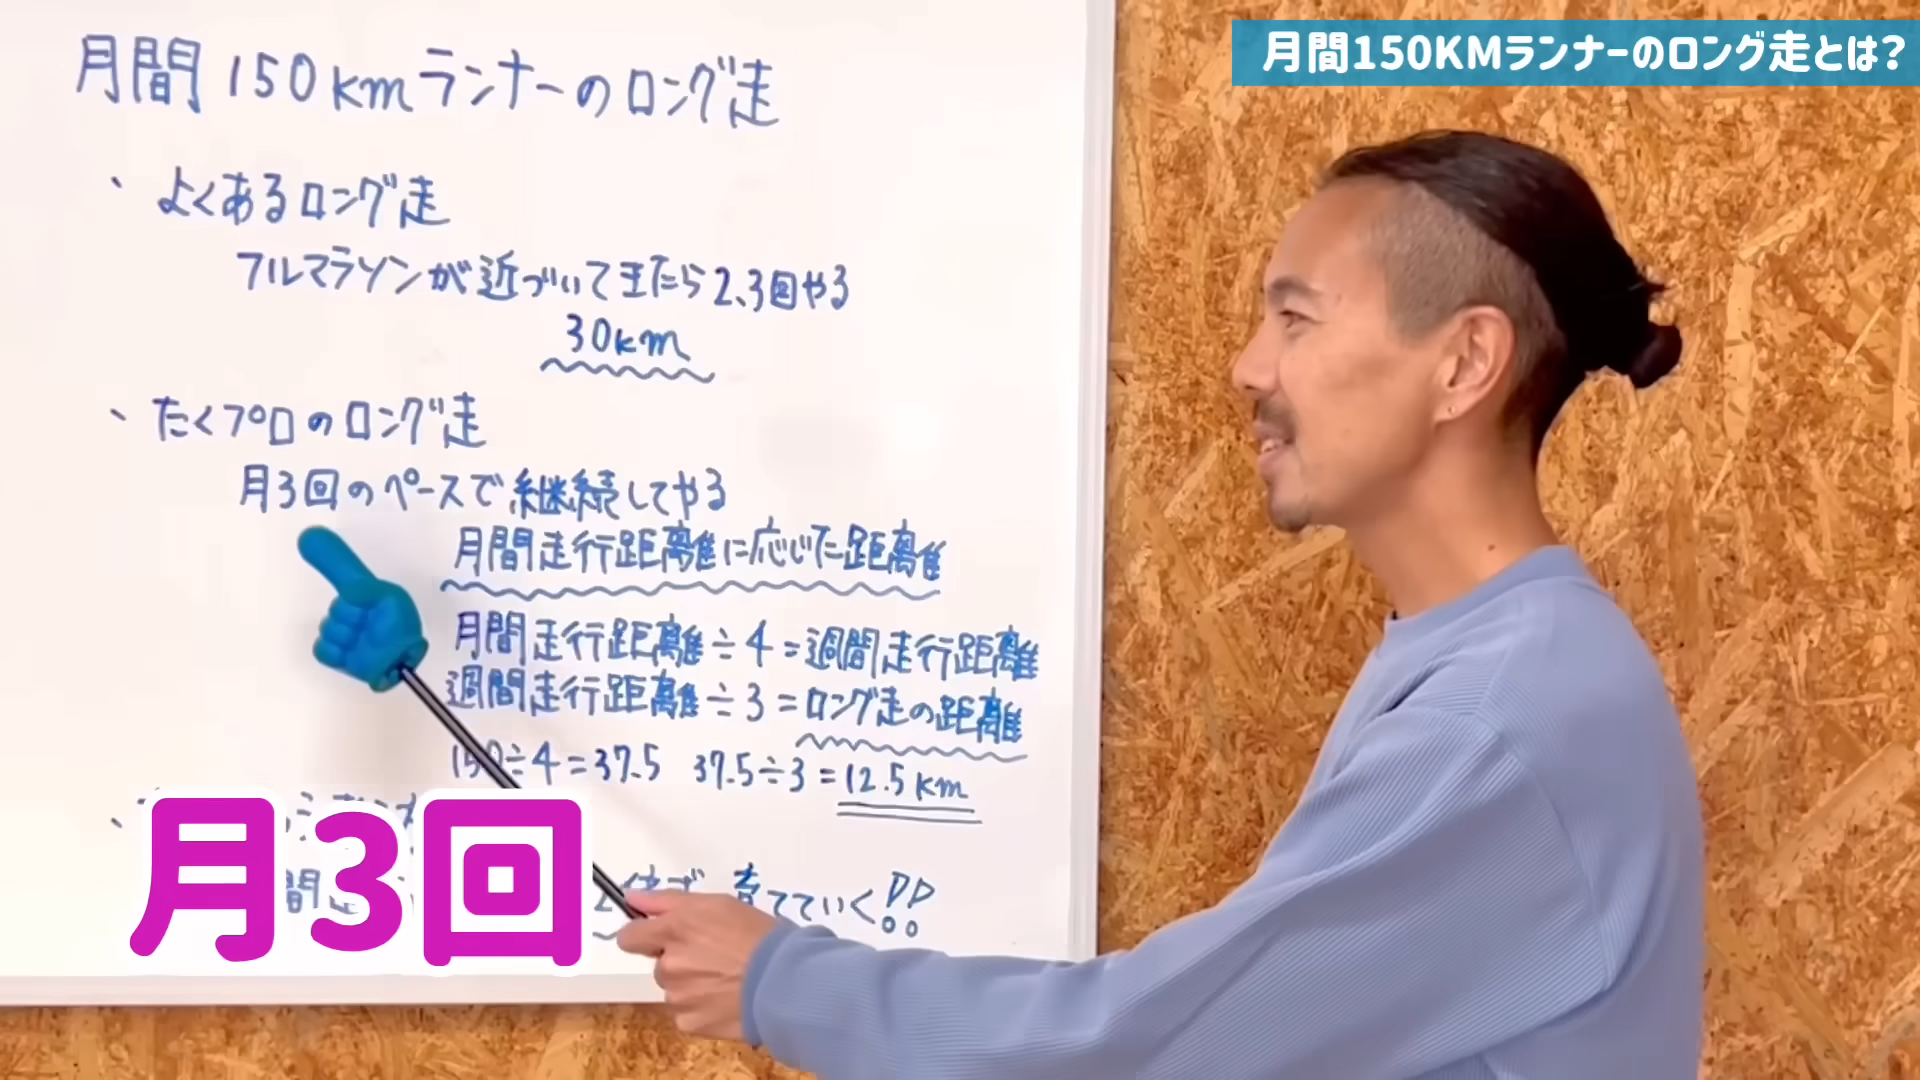 月間150KMランナーのロング走とは?
月間150kmランナーのロング走
、よくあるロング走
フルマラソンが近づいてきたら2、3回やる
30km
、たくプロのロング走
月3回のペースで継続してやる
月間走行距離に応じた距離
月間走行距離÷4=週間走行距離
週間走行距離÷3=ロング走の距離
150÷4=37.5 37.5÷3=12.5km
育てていく!!
月3回